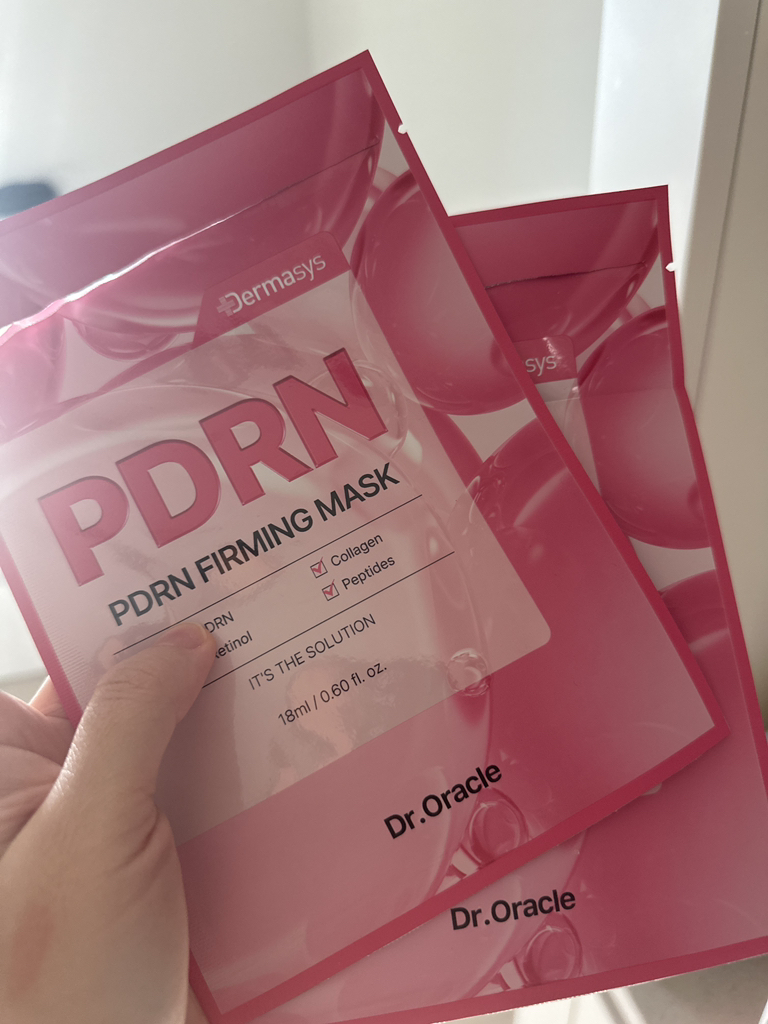 Dermasys
PDRN
PDRN FIRMING MASK
Collagen
Peptides
IT'S THE SOLUTION
18ml / 0.60 fl. oz.
Dr.Oracle
Dr.Oracle